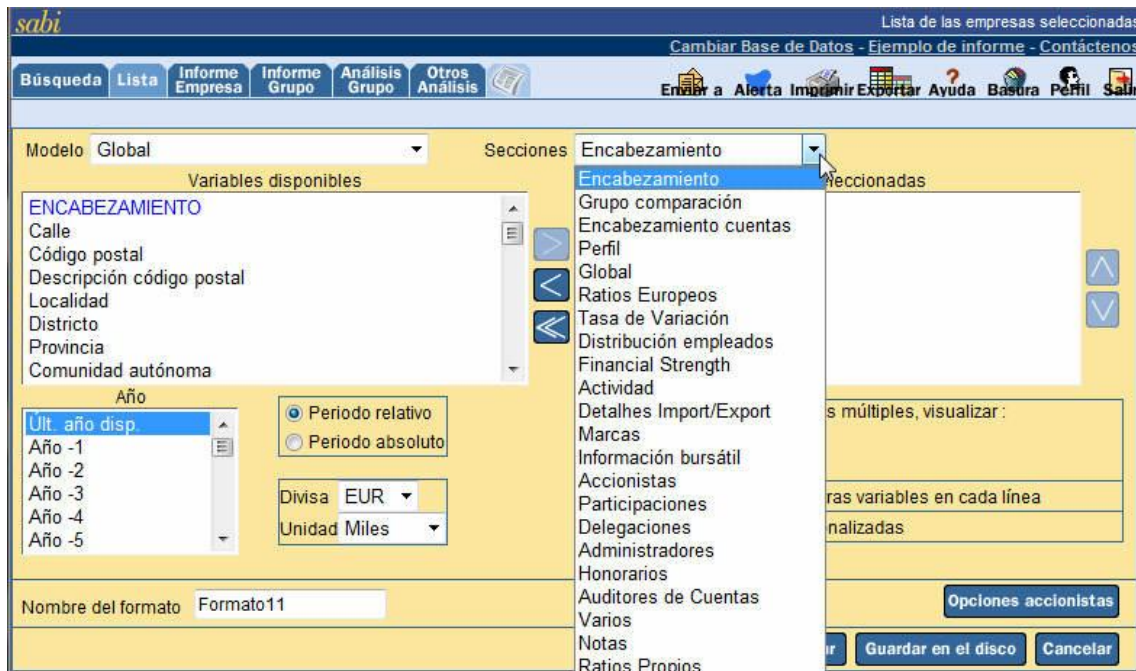 sabi
Lista de las empresas seleccionadas
Cambiar Base de Datos - Ejemplo de informe - Contáctenos
Búsqueda Lista Informe Empresa Informe Grupo Análisis Grupo Otros Análisis
Enviar a Alerta Imprimir Exportar Ayuda Basura Perfil Salir
Modelo Global Secciones Encabezamiento
Variables disponibles
ENCABEZAMIENTO
Calle
Código postal
Descripción código postal
Localidad
Districto
Provincia
Comunidad autónoma
Encabezamiento
Grupo comparación
Encabezamiento cuentas
Perfil
Global
Ratios Europeos
Tasa de Variación
Distribución empleados
Financial Strength
Actividad
Detalhes Import/Export
Marcas
Información bursátil
Accionistas
Participaciones
Delegaciones
Administradores
Honorarios
Auditores de Cuentas
Varios
Notas
Ratios Propios
eleccionadas
Año
Últ. año disp.
Año -1
Año -2
Año -3
Año -4
Año -5
Periodo relativo
Periodo absoluto
Divisa EUR
Unidad Miles
s múltiples, visualizar :
ras variables en cada línea
nalizadas
Nombre del formato Formato11
Opciones accionistas
r Guardar en el disco Cancelar